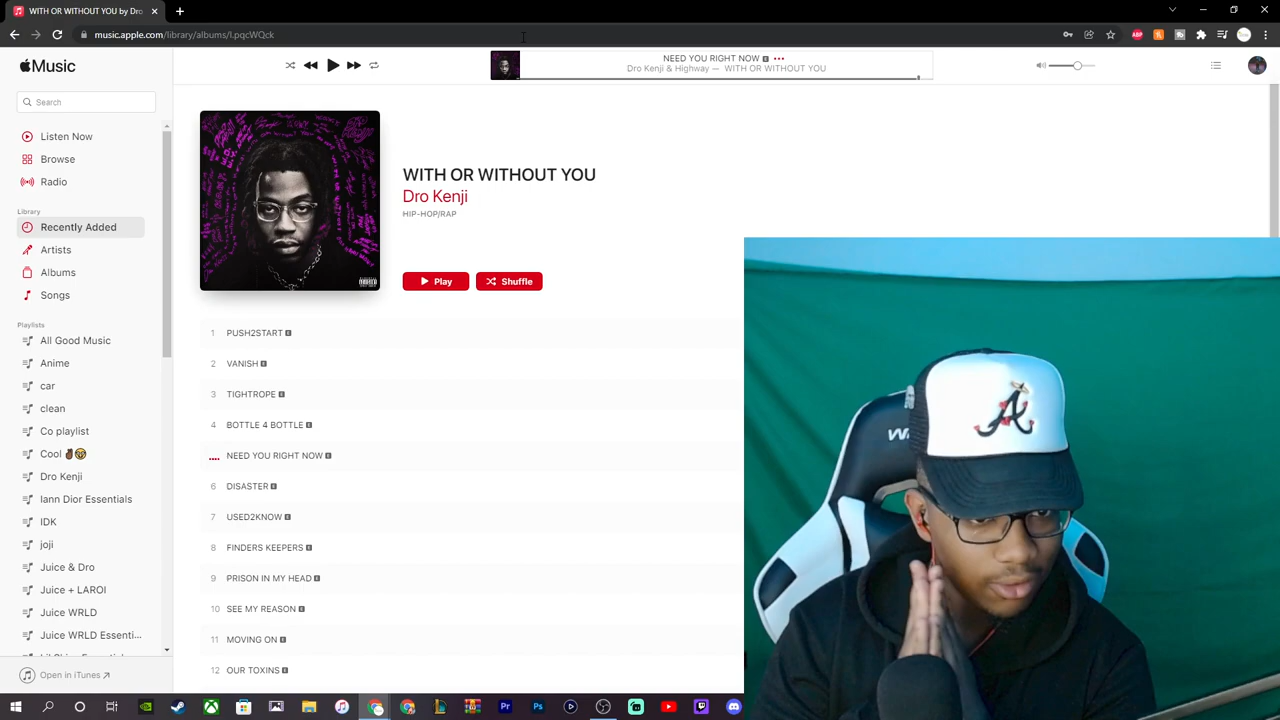 WITH OR WITHOUT YOU by Dro
music.apple.com/library/albums/l.pqcWQck
Music
NEED YOU RIGHT NOW E
Dro Kenji & Highway — WITH OR WITHOUT YOU
Search
Listen Now
Browse
Radio
Library
Recently Added
Artists
Albums
Songs
Playlists
All Good Music
Anime
car
clean
Co playlist
Cool
Dro Kenji
Iann Dior Essentials
IDK
joji
Juice & Dro
Juice + LAROI
Juice WRLD
Juice WRLD Essenti...
Open in iTunes
WITH OR WITHOUT YOU
Dro Kenji
HIP-HOP/RAP
Play
Shuffle
1 PUSH2START E
2 VANISH E
3 TIGHTROPE E
4 BOTTLE 4 BOTTLE E
NEED YOU RIGHT NOW E
6 DISASTER E
7 USED2KNOW E
8 FINDERS KEEPERS E
9 PRISON IN MY HEAD E
10 SEE MY REASON E
11 MOVING ON E
12 OUR TOXINS E
A
ABP
Pr
Ps